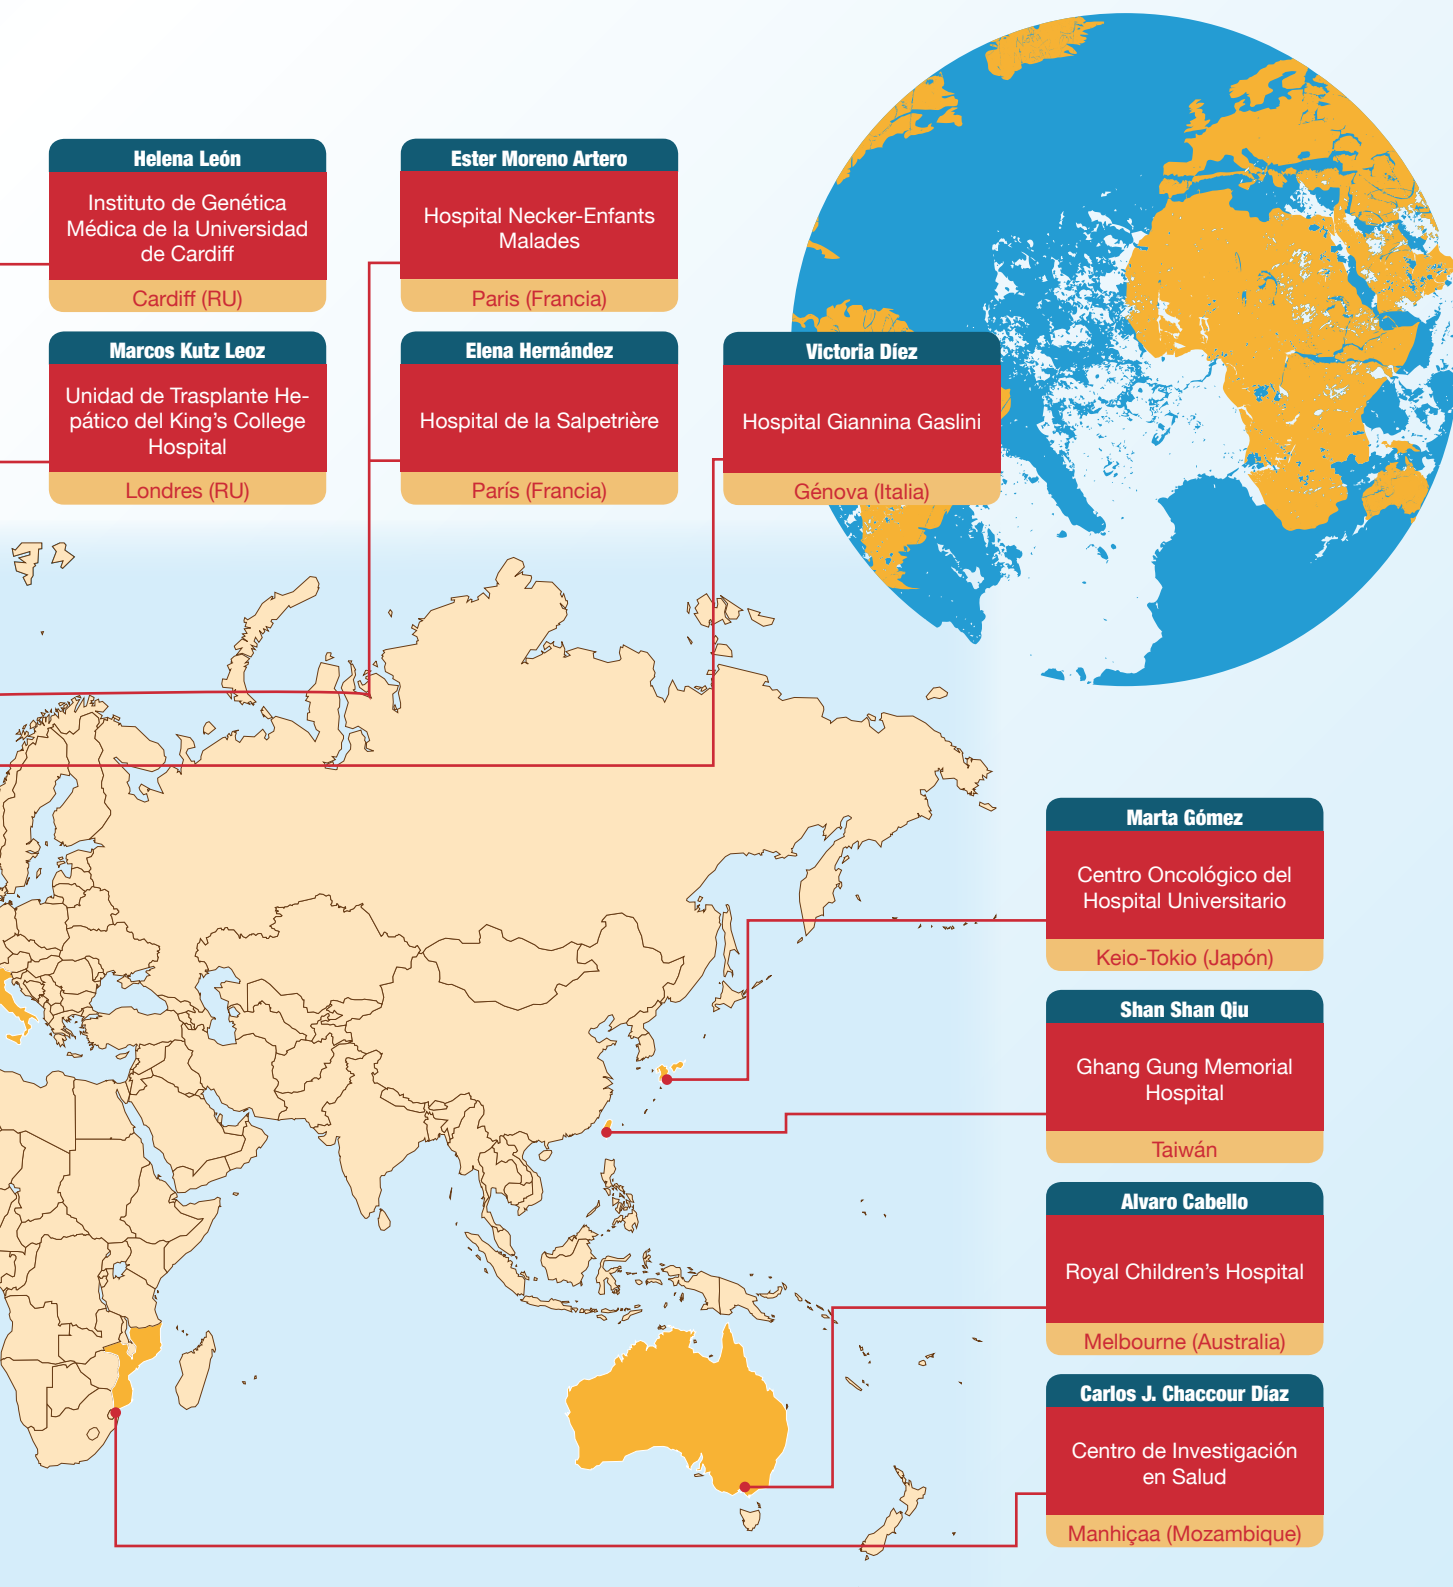 Helena León
Instituto de Genética
Médica de la Universidad
de Cardiff
Cardiff (RU)
Ester Moreno Artero
Hospital Necker-Enfants
Malades
Paris (Francia)
Marcos Kutz Leoz
Unidad de Trasplante He-
pático del King's College
Hospital
Londres (RU)
Elena Hernández
Hospital de la Salpetrière
París (Francia)
Victoria Díez
Hospital Giannina Gaslini
Génova (Italia)
Marta Gómez
Centro Oncológico del
Hospital Universitario
Keio-Tokio (Japón)
Shan Shan Qiu
Ghang Gung Memorial
Hospital
Taiwán
Alvaro Cabello
Royal Children's Hospital
Melbourne (Australia)
Carlos J. Chaccour Díaz
Centro de Investigación
en Salud
Manhiçaa (Mozambique)